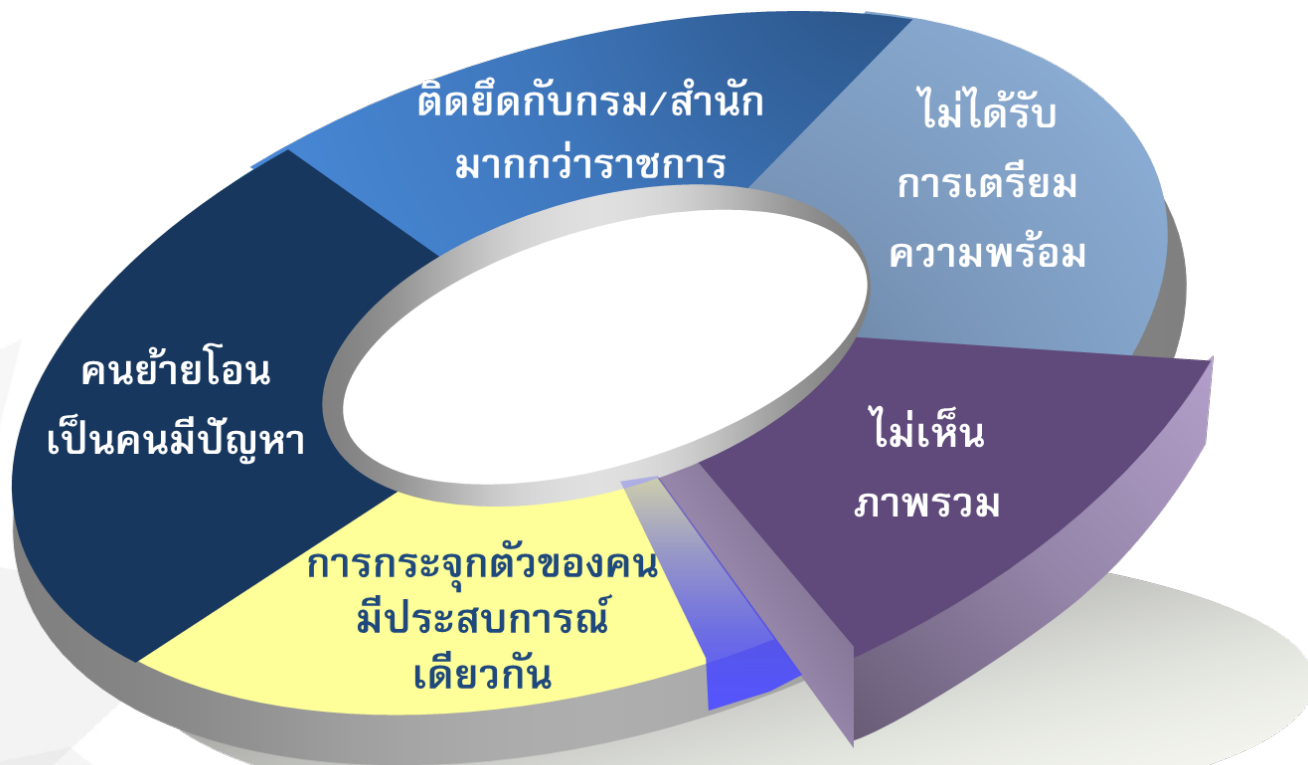 ติดยึดกับกรม/สำนัก
มากกว่าราชการ
ไม่ได้รับ
การเตรียม
ความพร้อม
คนย้ายโอน
เป็นคนมีปัญหา
ไม่เห็น
ภาพรวม
การกระจุกตัวของคน
มีประสบการณ์
เดียวกัน